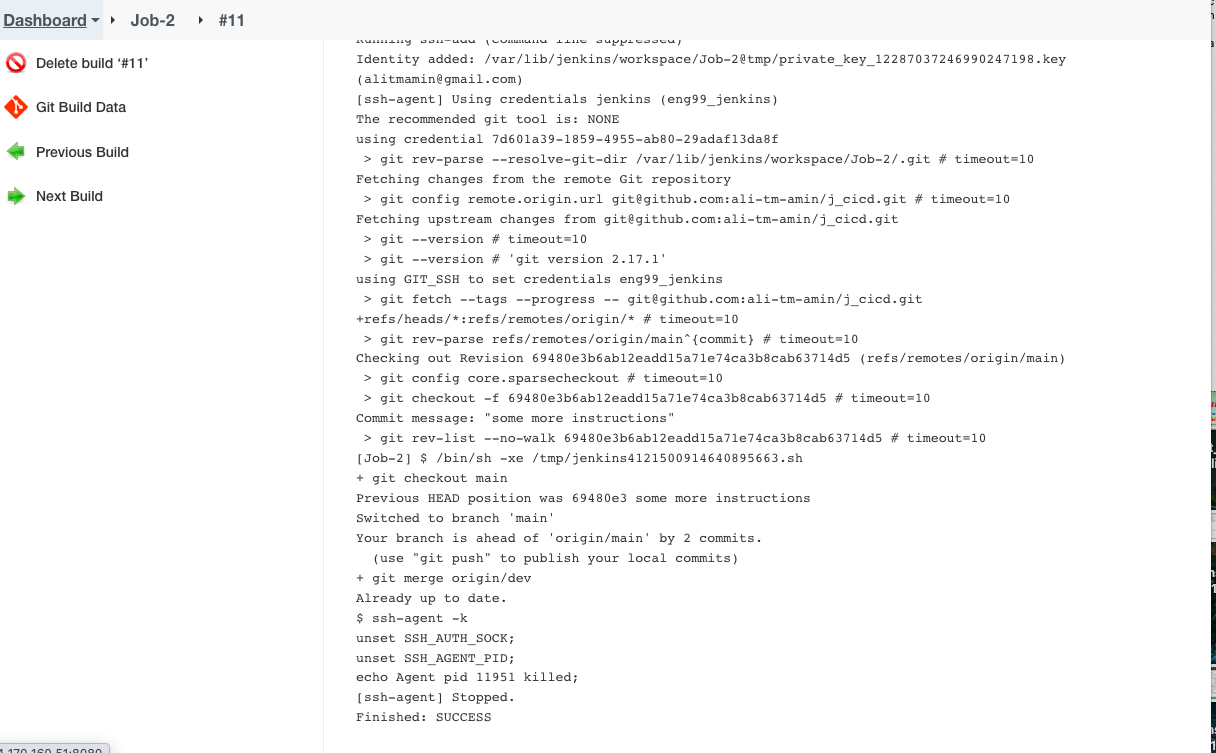 Dashboard Job-2 #11
Delete build ‘#11’
Git Build Data
Previous Build
Next Build
Running ssh-add (command line suppressed)
Identity added: /var/lib/jenkins/workspace/Job-2@tmp/private_key_12287037246990247198.key
(alitmamin@gmail.com)
[ssh-agent] Using credentials jenkins (eng99_jenkins)
The recommended git tool is: NONE
using credential 7d601a39-1859-4955-ab80-29adaf13da8f
 > git rev-parse --resolve-git-dir /var/lib/jenkins/workspace/Job-2/.git # timeout=10
Fetching changes from the remote Git repository
 > git config remote.origin.url git@github.com:ali-tm-amin/j_cicd.git # timeout=10
Fetching upstream changes from git@github.com:ali-tm-amin/j_cicd.git
 > git --version # timeout=10
 > git --version # 'git version 2.17.1'
using GIT_SSH to set credentials eng99_jenkins
 > git fetch --tags --progress -- git@github.com:ali-tm-amin/j_cicd.git
+refs/heads/*:refs/remotes/origin/* # timeout=10
 > git rev-parse refs/remotes/origin/main^{commit} # timeout=10
Checking out Revision 69480e3b6ab12eadd15a71e74ca3b8cab63714d5 (refs/remotes/origin/main)
 > git config core.sparsecheckout # timeout=10
 > git checkout -f 69480e3b6ab12eadd15a71e74ca3b8cab63714d5 # timeout=10
Commit message: "some more instructions"
 > git rev-list --no-walk 69480e3b6ab12eadd15a71e74ca3b8cab63714d5 # timeout=10
[Job-2] $ /bin/sh -xe /tmp/jenkins4121500914640895663.sh
+ git checkout main
Previous HEAD position was 69480e3 some more instructions
Switched to branch 'main'
Your branch is ahead of 'origin/main' by 2 commits.
  (use "git push" to publish your local commits)
+ git merge origin/dev
Already up to date.
$ ssh-agent -k
unset SSH_AUTH_SOCK;
unset SSH_AGENT_PID;
echo Agent pid 11951 killed;
[ssh-agent] Stopped.
Finished: SUCCESS